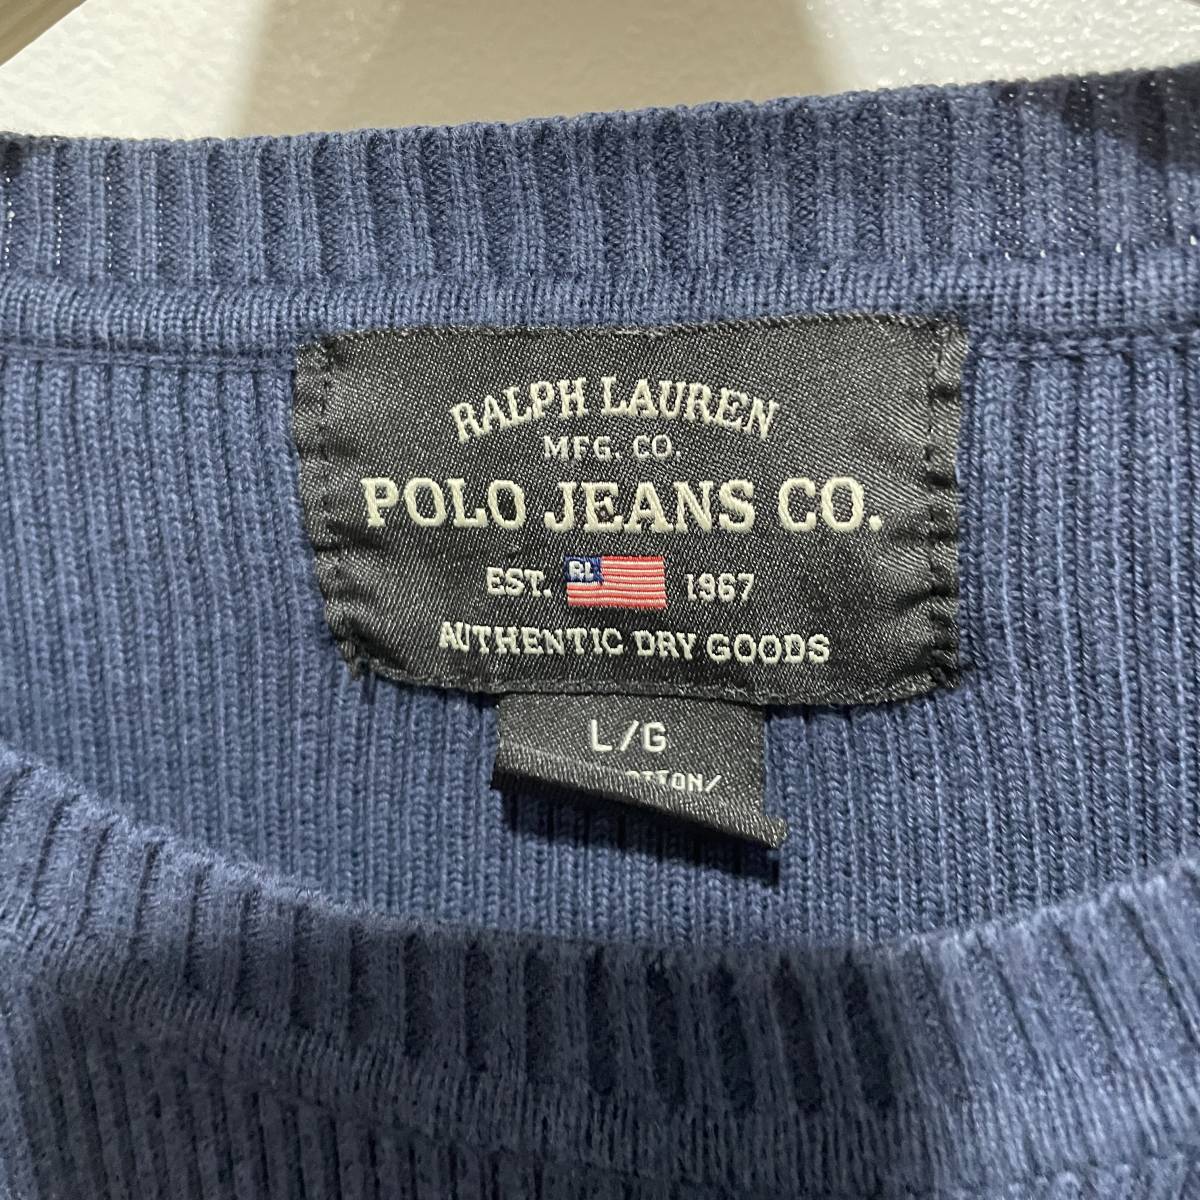 RALPH LAUREN
MFG. CO.
POLO JEANS CO.
EST. RL 1967
AUTHENTIC DRY GOODS
L/G